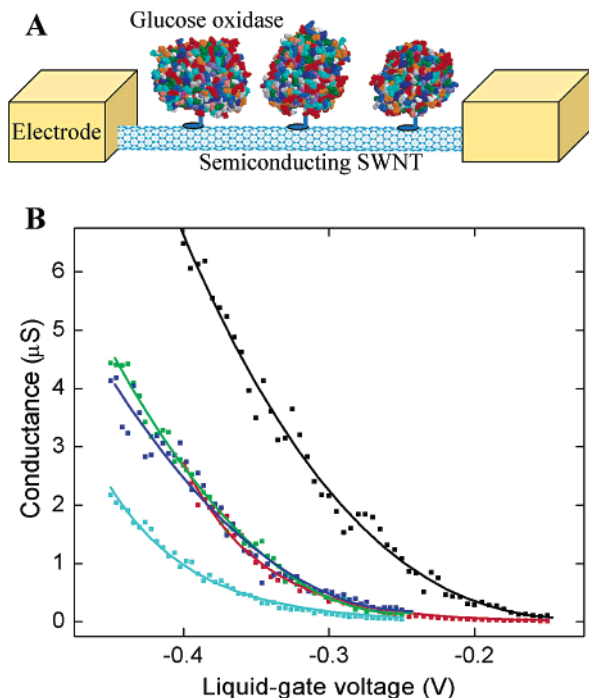 A
Glucose oxidase
Electrode
Semiconducting SWNT
B
6
5
4
3
2
1
0
Conductance (µS)
-0.4
-0.3
-0.2
Liquid-gate voltage (V)